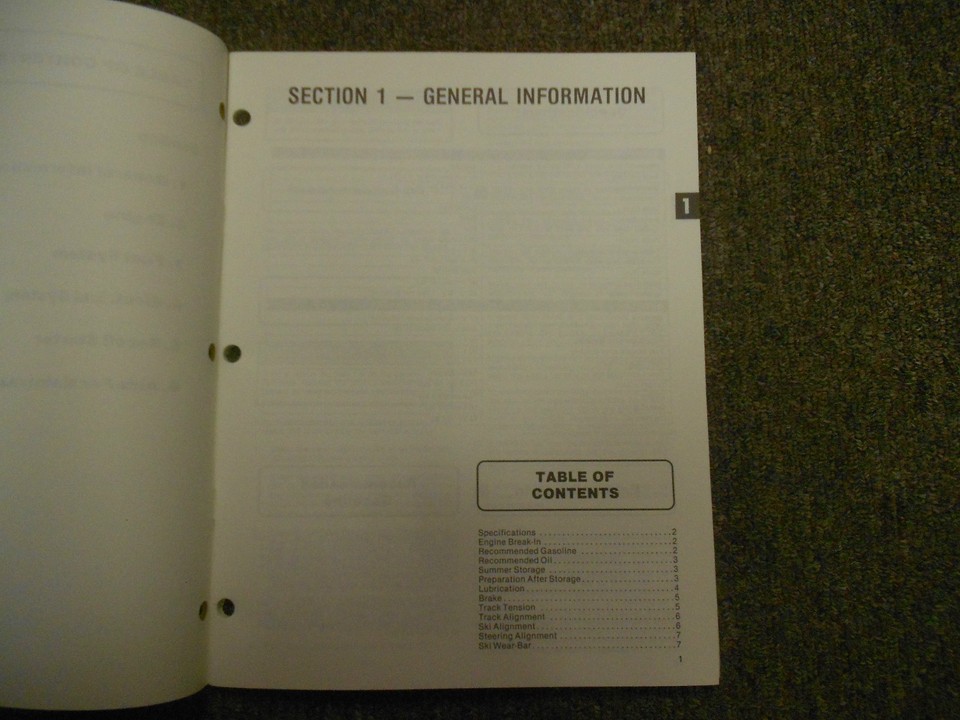 SECTION 1 — GENERAL INFORMATION
1
TABLE OF
CONTENTS
Specifications ........................... 2
Engine Break-In ........................... 2
Recommended Gasoline ........................... 2
Recommended Oil ........................... 3
Summer Storage ........................... 3
Preparation After Storage ........................... 3
Lubrication ........................... 4
Brake ........................... 5
Track Tension ........................... 5
Track Alignment ........................... 6
Ski Alignment ........................... 6
Steering Alignment ........................... 7
Ski Wear-Bar ........................... 7
1